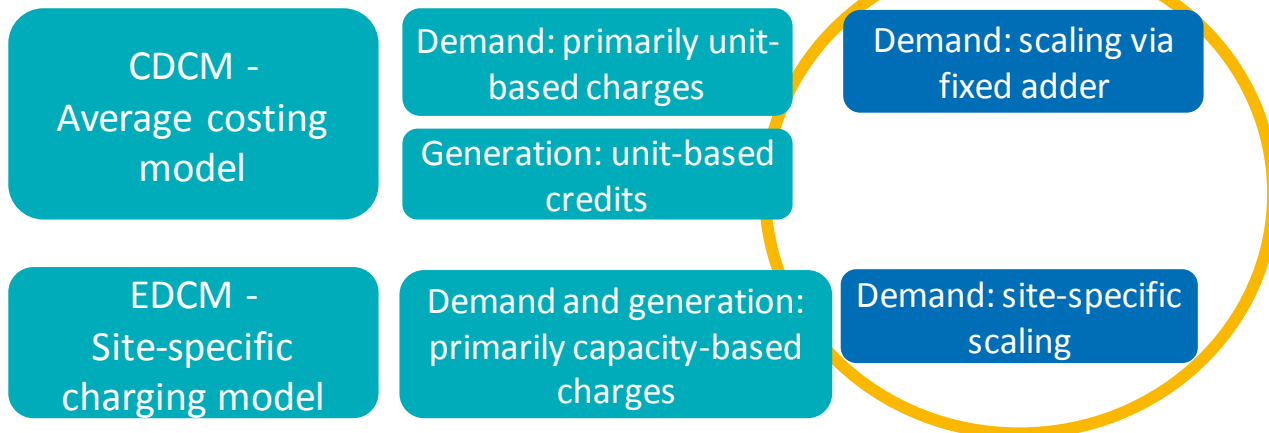 CDCM -
Average costing
model
Demand: primarily unit-
based charges
Generation: unit-based
credits
Demand: scaling via
fixed adder
EDCM -
Site-specific
charging model
Demand and generation:
primarily capacity-based
charges
Demand: site-specific
scaling